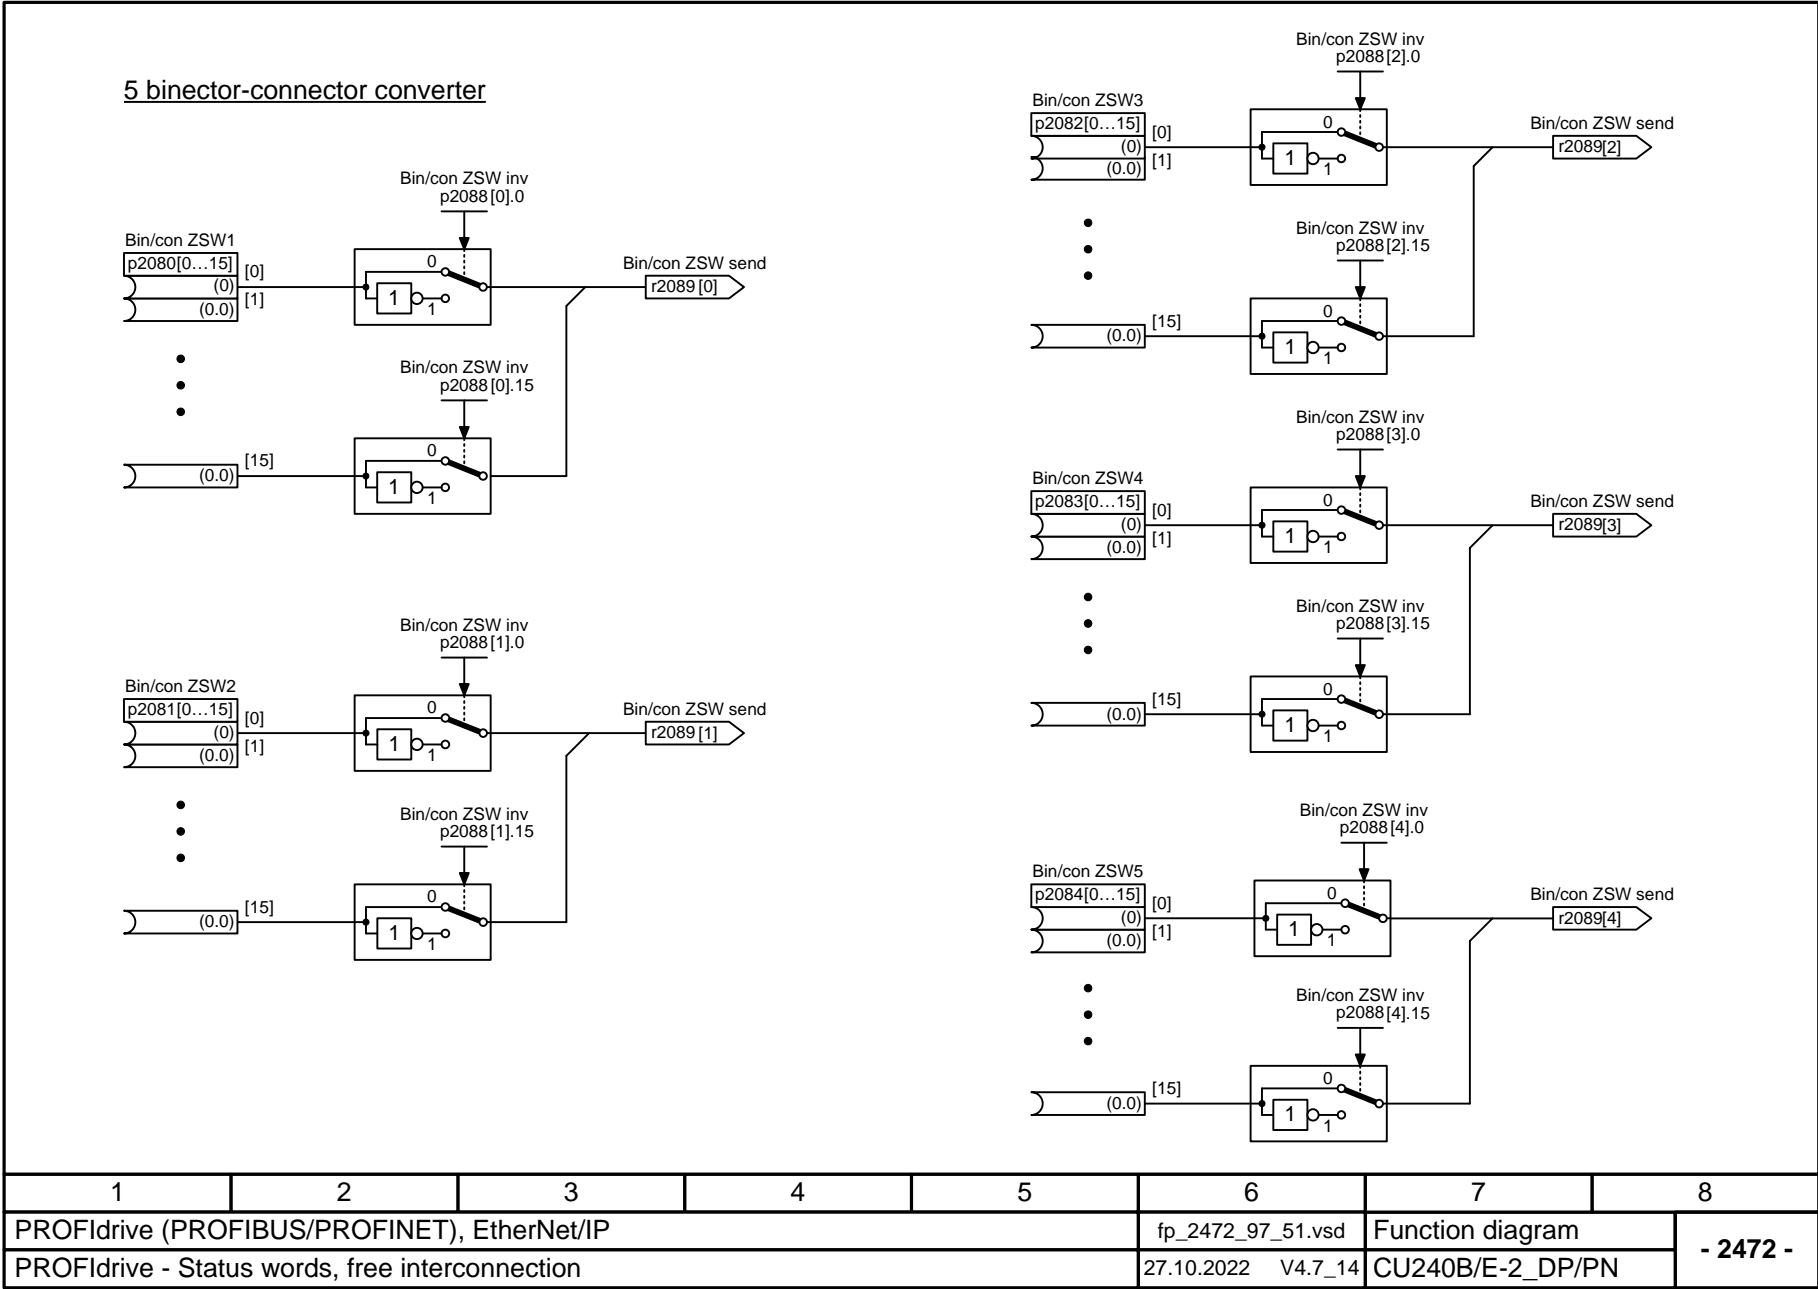 5 binector-connector converter
Bin/con ZSW inv
p2088[0].0
Bin/con ZSW1
p2080[0…15]
[0]
(0)
[1]
(0.0)
0
1
1
Bin/con ZSW send
r2089[0]
Bin/con ZSW inv
p2088[0].15
[15]
(0.0)
0
1
1
Bin/con ZSW inv
p2088[1].0
Bin/con ZSW2
p2081[0…15]
[0]
(0)
[1]
(0.0)
0
1
1
Bin/con ZSW send
r2089[1]
Bin/con ZSW inv
p2088[1].15
[15]
(0.0)
0
1
1
Bin/con ZSW inv
p2088[2].0
Bin/con ZSW3
p2082[0…15]
[0]
(0)
[1]
(0.0)
0
1
1
Bin/con ZSW send
r2089[2]
Bin/con ZSW inv
p2088[2].15
[15]
(0.0)
0
1
1
Bin/con ZSW inv
p2088[3].0
Bin/con ZSW4
p2083[0…15]
[0]
(0)
[1]
(0.0)
0
1
1
Bin/con ZSW send
r2089[3]
Bin/con ZSW inv
p2088[3].15
[15]
(0.0)
0
1
1
Bin/con ZSW inv
p2088[4].0
Bin/con ZSW5
p2084[0…15]
[0]
(0)
[1]
(0.0)
0
1
1
Bin/con ZSW send
r2089[4]
Bin/con ZSW inv
p2088[4].15
[15]
(0.0)
0
1
1
1 2 3 4 5 6 7 8
PROFIdrive (PROFIBUS/PROFINET), EtherNet/IP
fp_2472_97_51.vsd
Function diagram
- 2472 -
PROFIdrive - Status words, free interconnection
27.10.2022 V4.7_14
CU240B/E-2_DP/PN